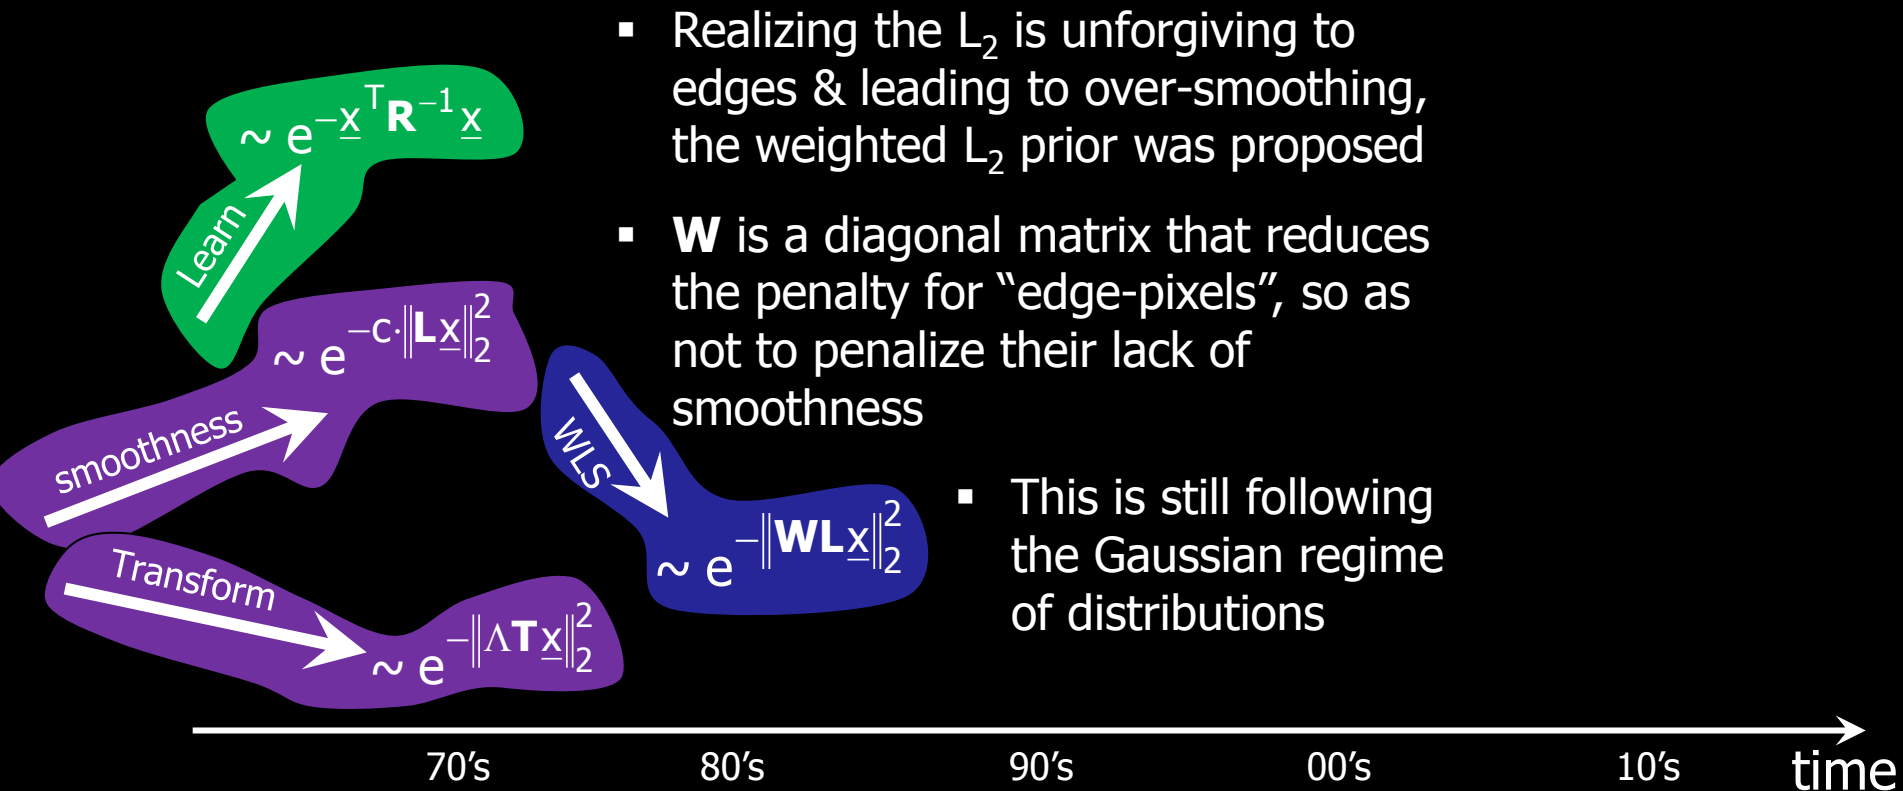 ▪ Realizing the L₂ is unforgiving to
edges & leading to over-smoothing,
the weighted L₂ prior was proposed
▪ W is a diagonal matrix that reduces
the penalty for “edge-pixels”, so as
not to penalize their lack of
smoothness
▪ This is still following
the Gaussian regime
of distributions
~ e^{−x̲ᵀR⁻¹x̲}
Learn
~ e^{−c·‖Lx̲‖₂²}
smoothness
WLS
~ e^{−‖WLx̲‖₂²}
Transform
~ e^{−‖ΛTx̲‖₂²}
70’s 80’s 90’s 00’s 10’s time